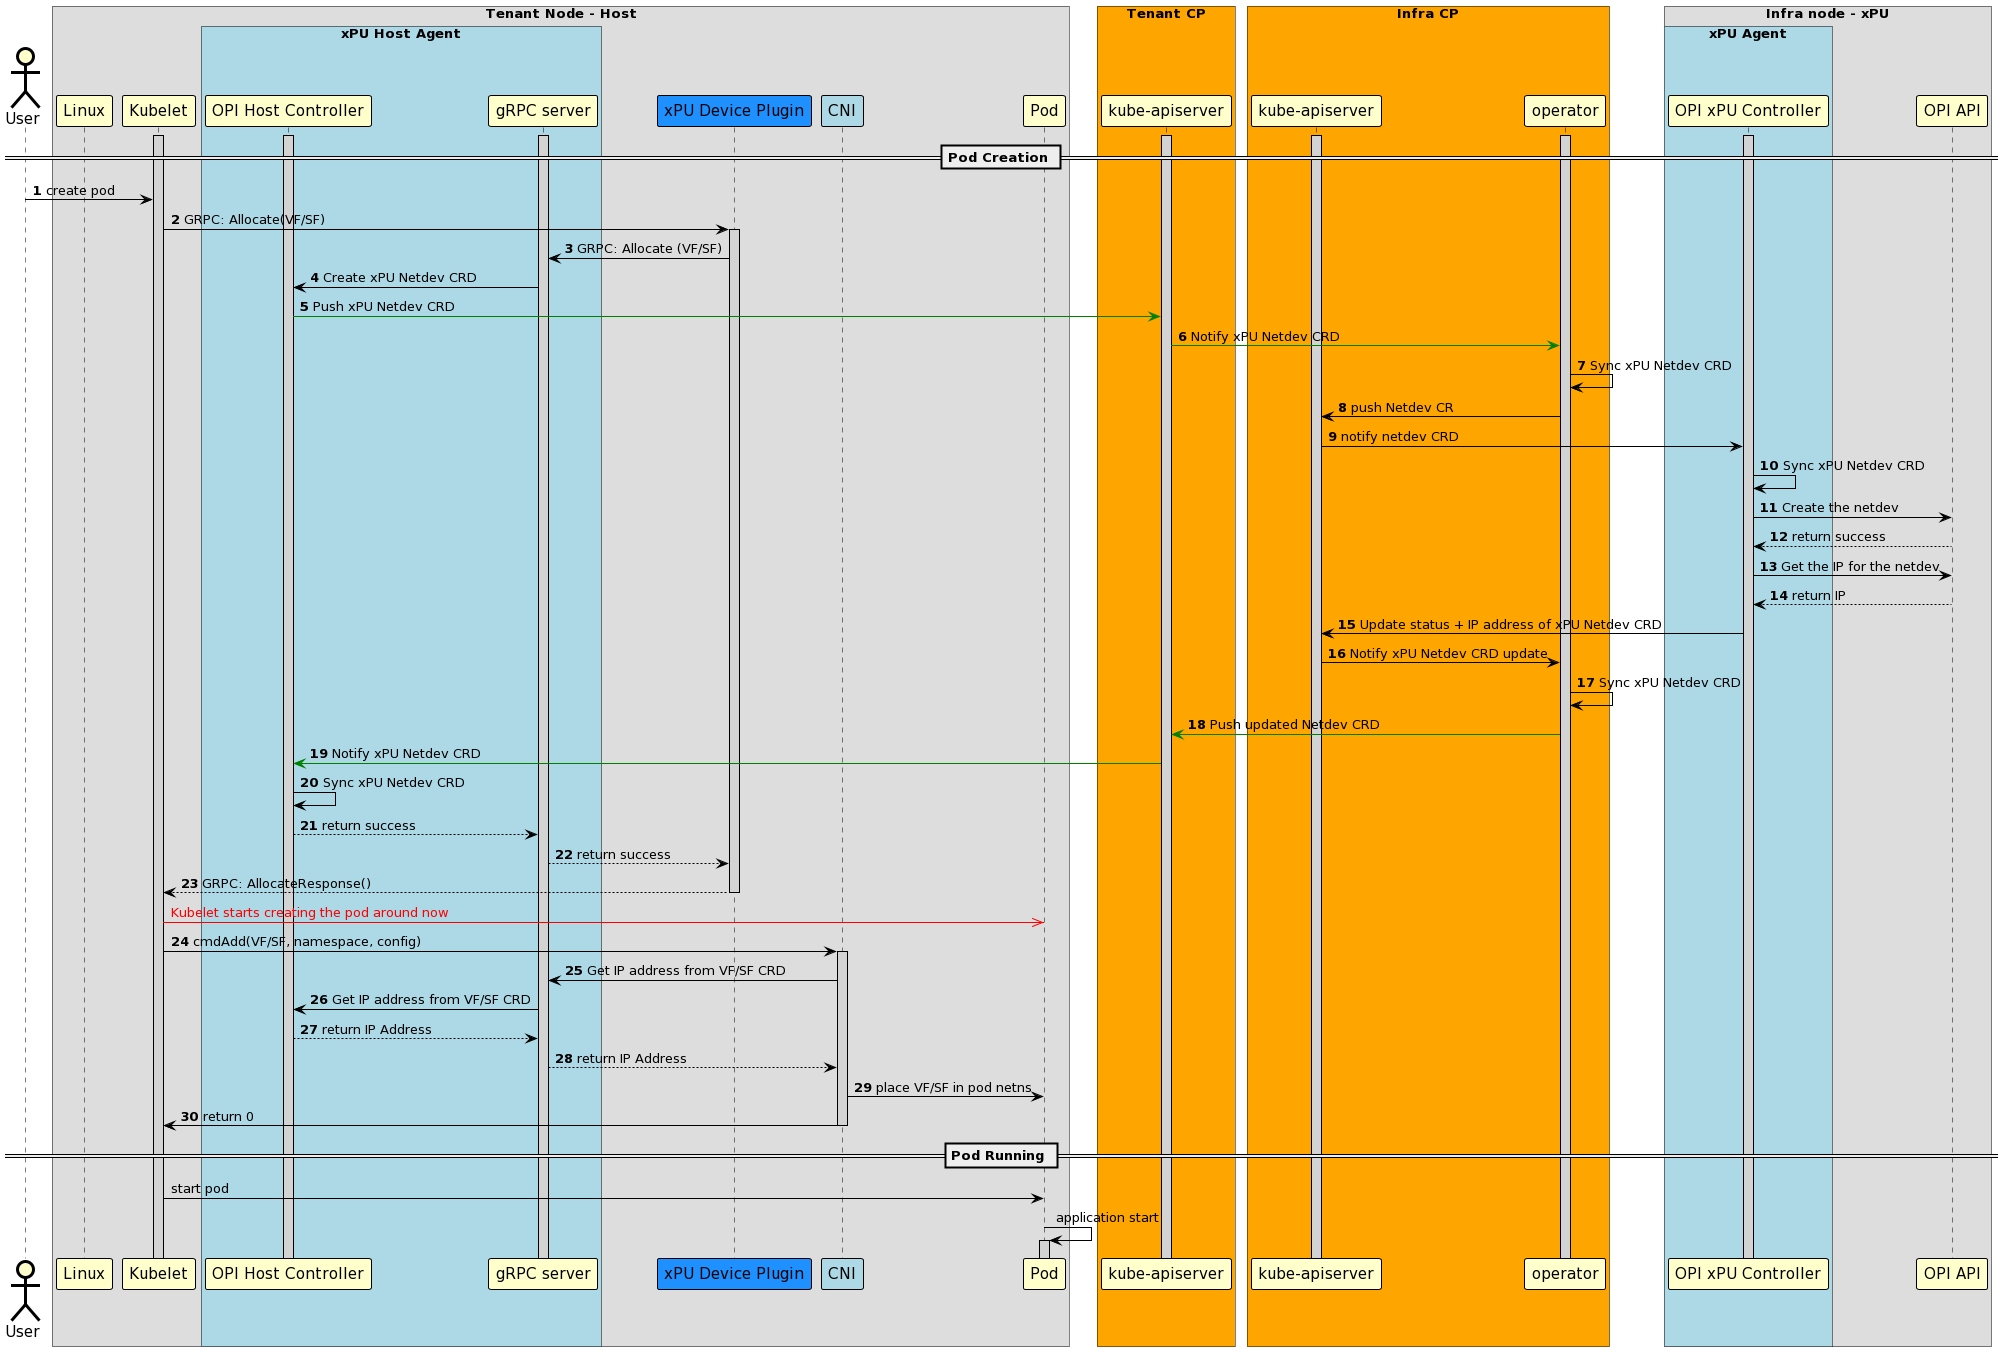 Tenant Node - Host
Tenant CP
Infra CP
Infra node - xPU
xPU Host Agent
xPU Agent
User
Linux
Kubelet
OPI Host Controller
gRPC server
xPU Device Plugin
CNI
Pod
kube-apiserver
kube-apiserver
operator
OPI xPU Controller
OPI API
Pod Creation
1 create pod
2 GRPC: Allocate(VF/SF)
3 GRPC: Allocate (VF/SF)
4 Create xPU Netdev CRD
5 Push xPU Netdev CRD
6 Notify xPU Netdev CRD
7 Sync xPU Netdev CRD
8 push Netdev CR
9 notify netdev CRD
10 Sync xPU Netdev CRD
11 Create the netdev
12 return success
13 Get the IP for the netdev
14 return IP
15 Update status + IP address of xPU Netdev CRD
16 Notify xPU Netdev CRD update
17 Sync xPU Netdev CRD
18 Push updated Netdev CRD
19 Notify xPU Netdev CRD
20 Sync xPU Netdev CRD
21 return success
22 return success
23 GRPC: AllocateResponse()
Kubelet starts creating the pod around now
24 cmdAdd(VF/SF, namespace, config)
25 Get IP address from VF/SF CRD
26 Get IP address from VF/SF CRD
27 return IP Address
28 return IP Address
29 place VF/SF in pod netns
30 return 0
Pod Running
start pod
application start
User
Linux
Kubelet
OPI Host Controller
gRPC server
xPU Device Plugin
CNI
Pod
kube-apiserver
kube-apiserver
operator
OPI xPU Controller
OPI API